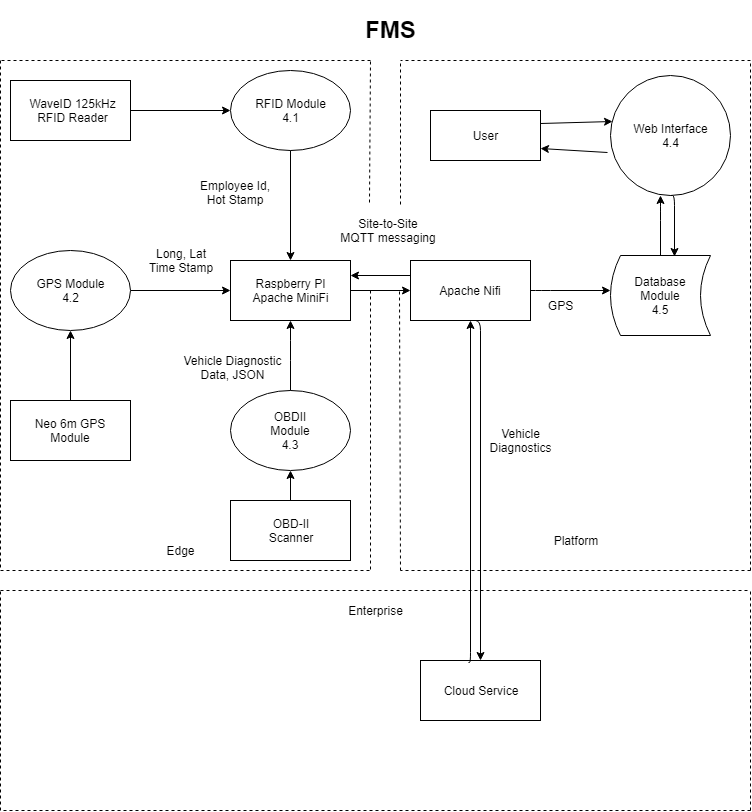 FMS
WaveID 125kHz
RFID Reader
RFID Module
4.1
Employee Id,
Hot Stamp
GPS Module
4.2
Long, Lat
Time Stamp
Raspberry PI
Apache MiniFi
Neo 6m GPS
Module
Vehicle Diagnostic
Data, JSON
OBDII
Module
4.3
OBD-II
Scanner
Edge
Site-to-Site
MQTT messaging
User
Web Interface
4.4
Apache Nifi
GPS
Database
Module
4.5
Vehicle
Diagnostics
Platform
Enterprise
Cloud Service